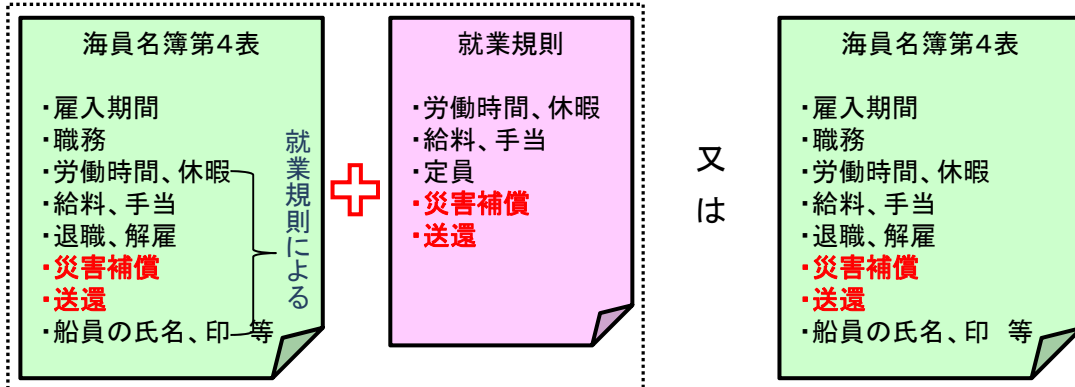 海員名簿第4表
・雇入期間
・職務
・労働時間、休暇
・給料、手当
・退職、解雇
・災害補償
・送還
・船員の氏名、印 等
就業規則による
就業規則
・労働時間、休暇
・給料、手当
・定員
・災害補償
・送還
又は
海員名簿第4表
・雇入期間
・職務
・労働時間、休暇
・給料、手当
・退職、解雇
・災害補償
・送還
・船員の氏名、印 等